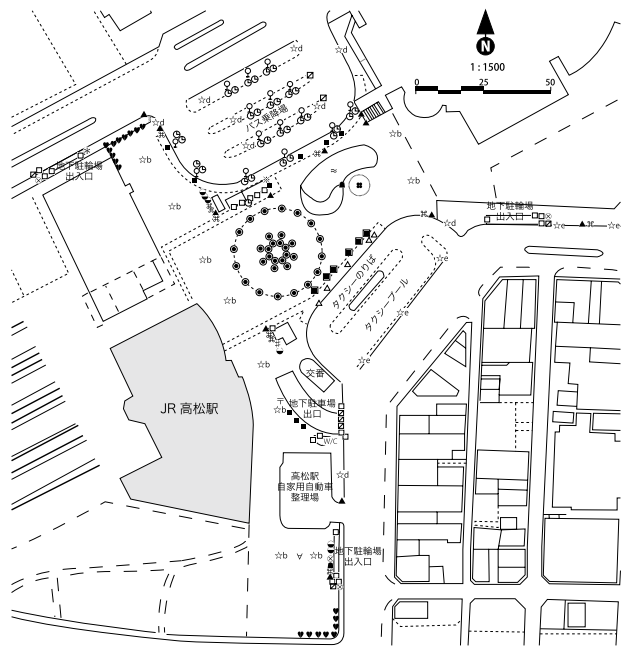 N
1 : 1500
0 25 50
☆d
☆d
☆d
☆d
バス乗降場
☆d
☆d
☆b
地下駐輪場
出入口
☆b
☆b
☆b
地下駐輪場
出入口
☆d
☆e
☆e
☆b
☆e
タクシーのりば
タクシープール
☆b
☆e
☆b
☆e
交番
JR 高松駅
〒
☆b
地下駐車場
出口
W/C
高松駅
自家用自動車
整理場
☆d
☆b
A
☆b
地下駐輪場
出入口